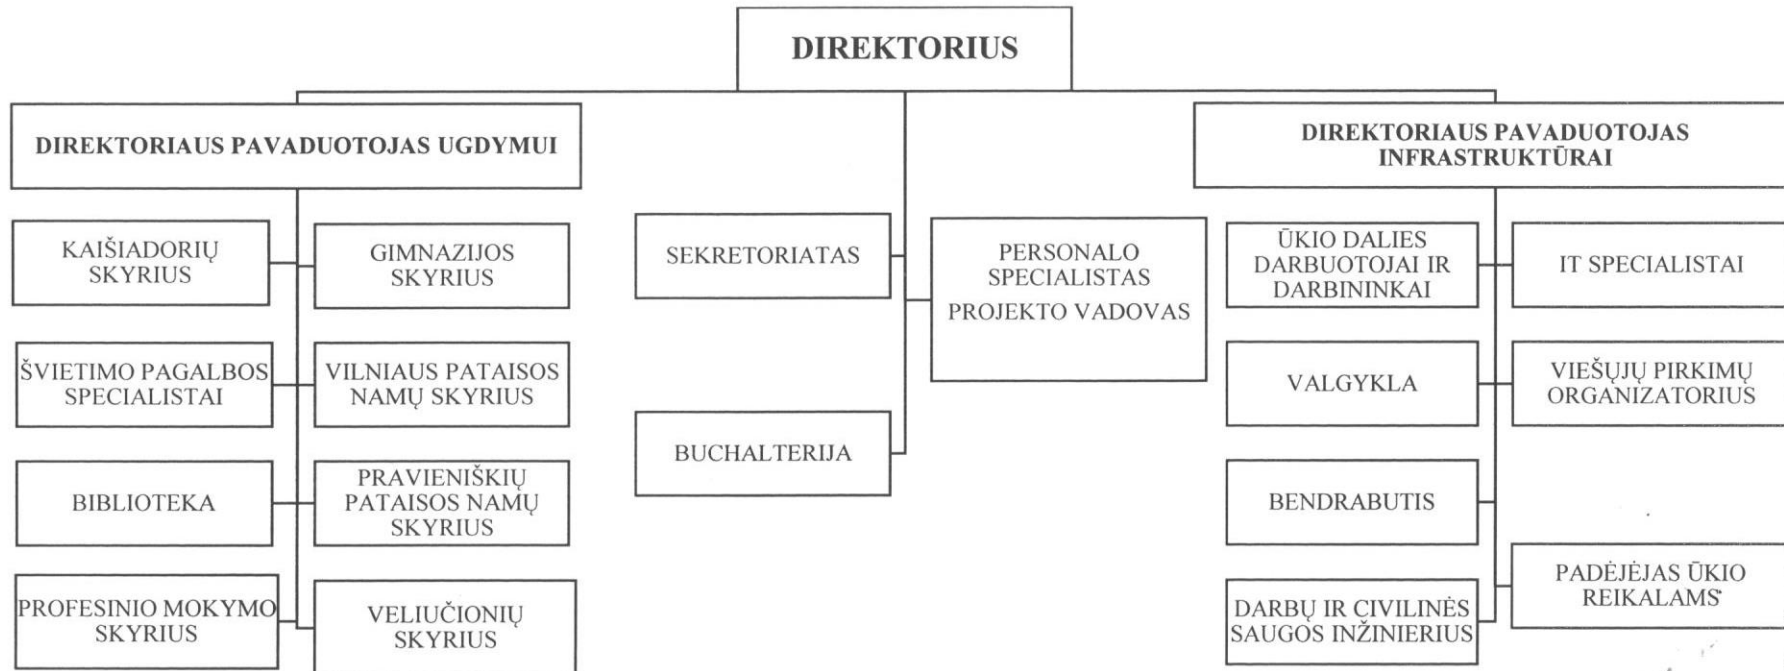 DIREKTORIUS
DIREKTORIAUS PAVADUOTOJAS UGDYMUI
KAIŠIADORIŲ
SKYRIUS
GIMNAZIJOS
SKYRIUS
ŠVIETIMO PAGALBOS
SPECIALISTAI
VILNIAUS PATAISOS
NAMŲ SKYRIUS
BIBLIOTEKA
PRAVIENIŠKIŲ
PATAISOS NAMŲ
SKYRIUS
PROFESINIO MOKYMO
SKYRIUS
VELIUČIONIŲ
SKYRIUS
SEKRETORIATAS
PERSONALO
SPECIALISTAS
PROJEKTO VADOVAS
BUCHALTERIJA
DIREKTORIAUS PAVADUOTOJAS
INFRASTRUKTŪRAI
ŪKIO DALIES
DARBUOTOJAI IR
DARBININKAI
IT SPECIALISTAI
VALGYKLA
VIEŠŲJŲ PIRKIMŲ
ORGANIZATORIUS
BENDRABUTIS
PADĖJĖJAS ŪKIO
REIKALAMS
DARBŲ IR CIVILINĖS
SAUGOS INŽINIERIUS